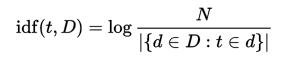 idf(t, D) = log N / |{d ∈ D : t ∈ d}|